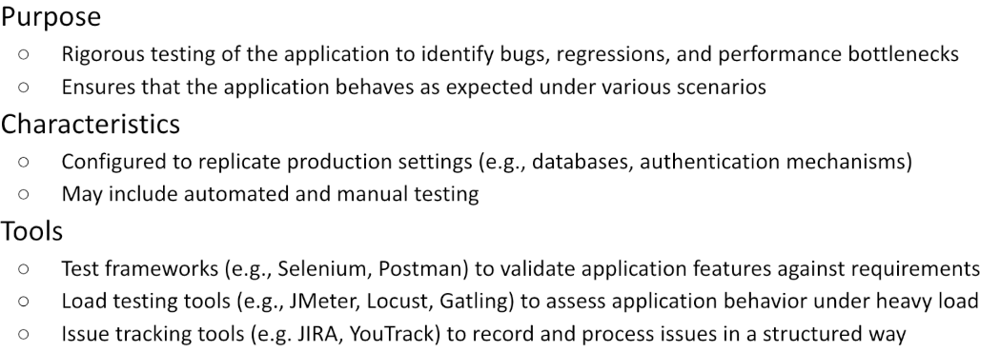 Purpose
○ Rigorous testing of the application to identify bugs, regressions, and performance bottlenecks
○ Ensures that the application behaves as expected under various scenarios
Characteristics
○ Configured to replicate production settings (e.g., databases, authentication mechanisms)
○ May include automated and manual testing
Tools
○ Test frameworks (e.g., Selenium, Postman) to validate application features against requirements
○ Load testing tools (e.g., JMeter, Locust, Gatling) to assess application behavior under heavy load
○ Issue tracking tools (e.g. JIRA, YouTrack) to record and process issues in a structured way